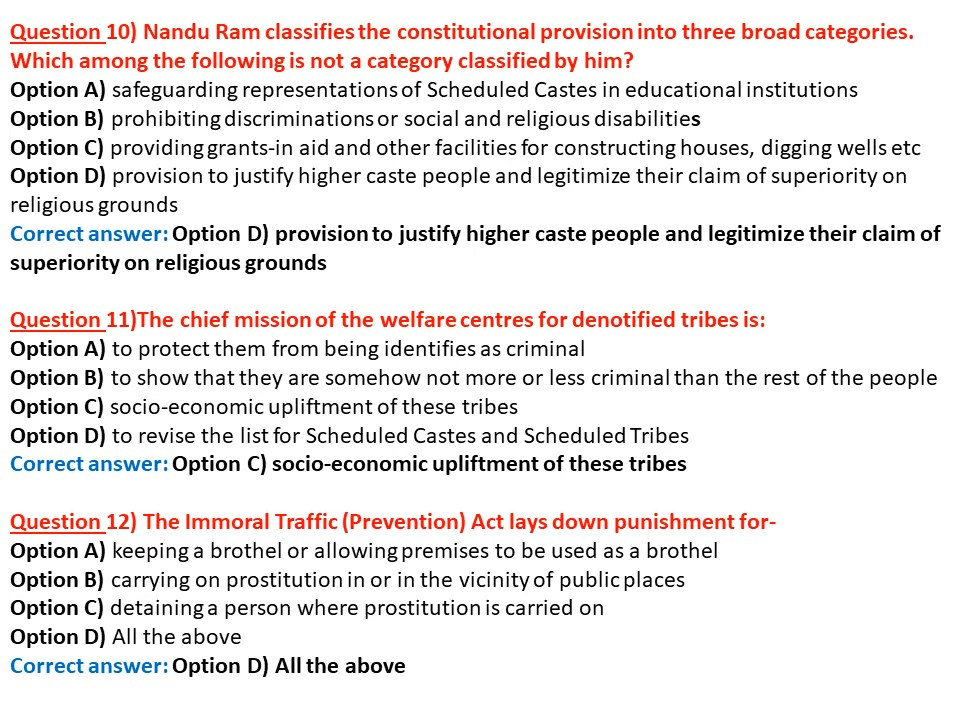 Question 10) Nandu Ram classifies the constitutional provision into three broad categories.
Which among the following is not a category classified by him?
Option A) safeguarding representations of Scheduled Castes in educational institutions
Option B) prohibiting discriminations or social and religious disabilities
Option C) providing grants-in aid and other facilities for constructing houses, digging wells etc
Option D) provision to justify higher caste people and legitimize their claim of superiority on
religious grounds
Correct answer: Option D) provision to justify higher caste people and legitimize their claim of
superiority on religious grounds
Question 11)The chief mission of the welfare centres for denotified tribes is:
Option A) to protect them from being identifies as criminal
Option B) to show that they are somehow not more or less criminal than the rest of the people
Option C) socio-economic upliftment of these tribes
Option D) to revise the list for Scheduled Castes and Scheduled Tribes
Correct answer: Option C) socio-economic upliftment of these tribes
Question 12) The Immoral Traffic (Prevention) Act lays down punishment for-
Option A) keeping a brothel or allowing premises to be used as a brothel
Option B) carrying on prostitution in or in the vicinity of public places
Option C) detaining a person where prostitution is carried on
Option D) All the above
Correct answer: Option D) All the above